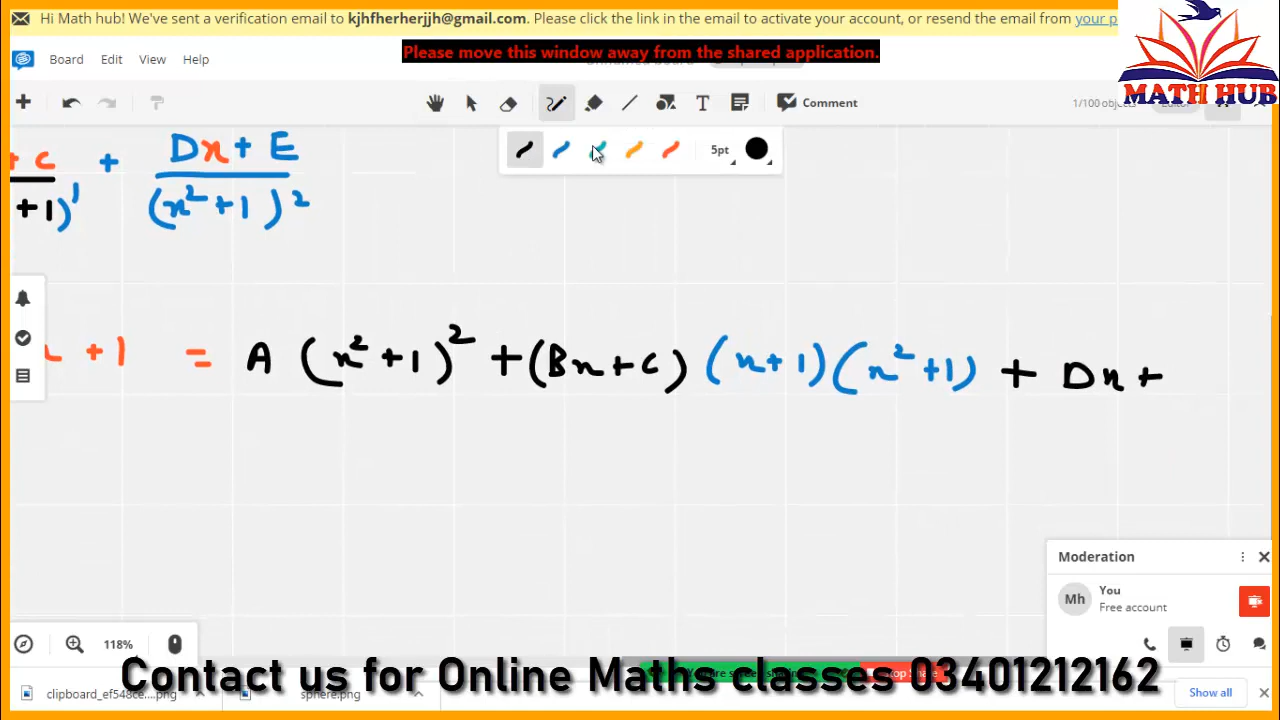 Hi Math hub! We've sent a verification email to kjhfherherjjh@gmail.com. Please click the link in the email to activate your account, or resend the email from your p
Please move this window away from the shared application.
MATH HUB
Board Edit View Help
Comment
1/100 objects
5pt
+ C + Dx + E
+ 1)¹ (x² + 1)²
x + 1 = A (x² + 1)² + (Bx + C) (x + 1) (x² + 1) + Dx +
Moderation
You
Mh
Free account
118%
Contact us for Online Maths classes 03401212162
clipboard_ef548ce....png
sphere.png
Stop Share
Show all